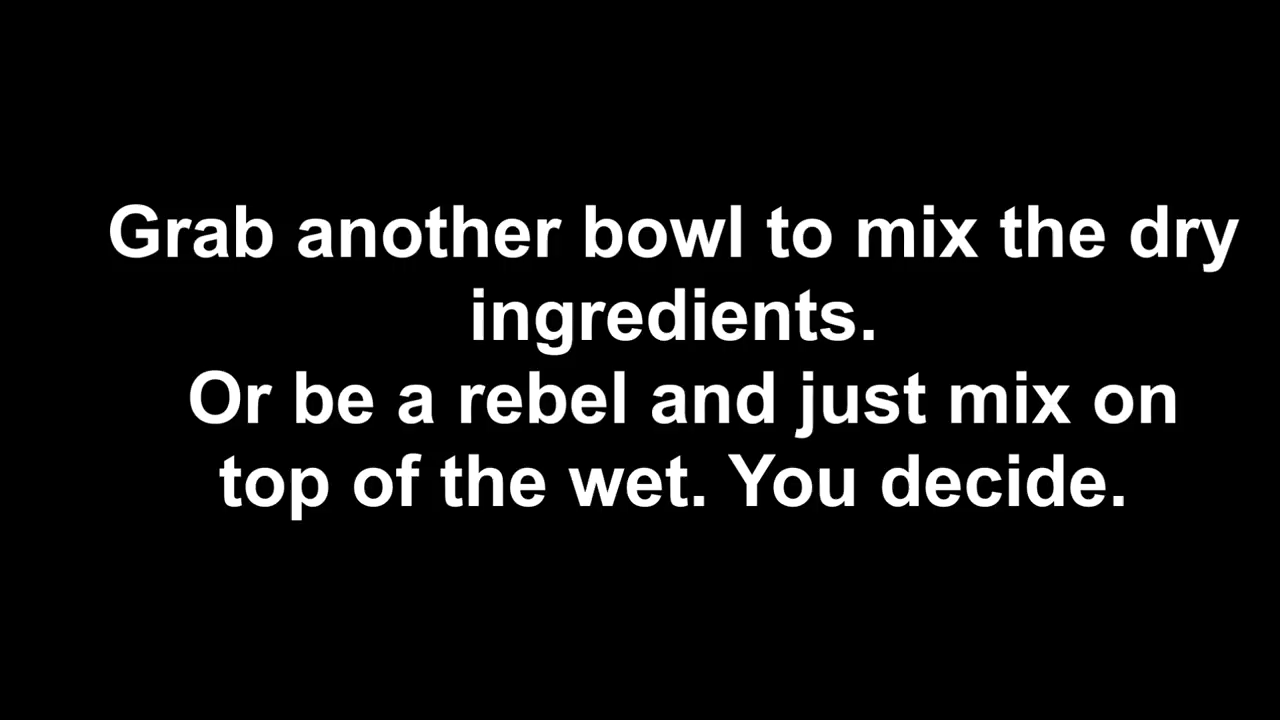 Grab another bowl to mix the dry
ingredients.
Or be a rebel and just mix on
top of the wet. You decide.